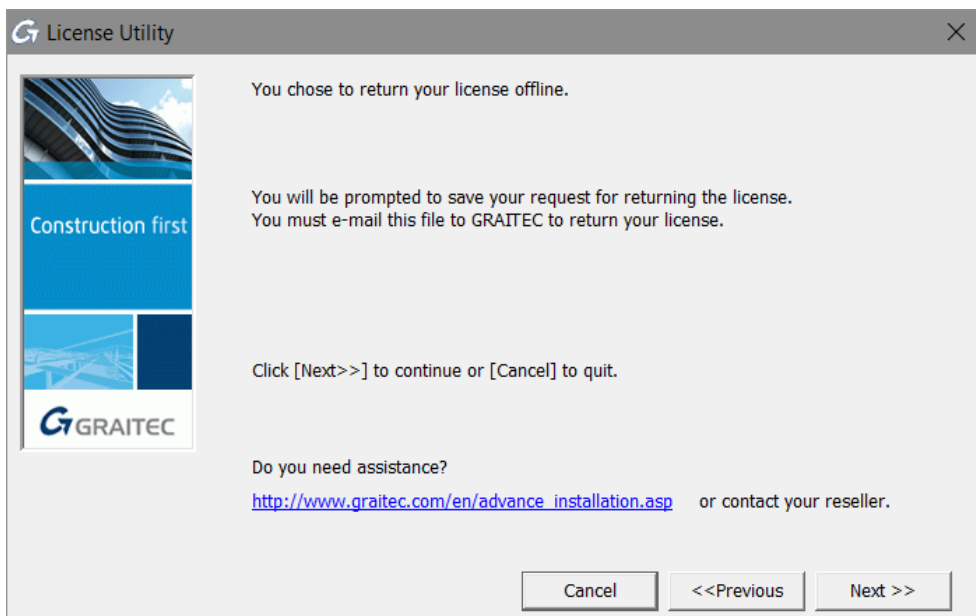 License Utility
You chose to return your license offline.
You will be prompted to save your request for returning the license.
You must e-mail this file to GRAITEC to return your license.
Construction first
Click [Next>>] to continue or [Cancel] to quit.
GRAITEC
Do you need assistance?
http://www.graitec.com/en/advance_installation.asp or contact your reseller.
Cancel <<Previous Next >>